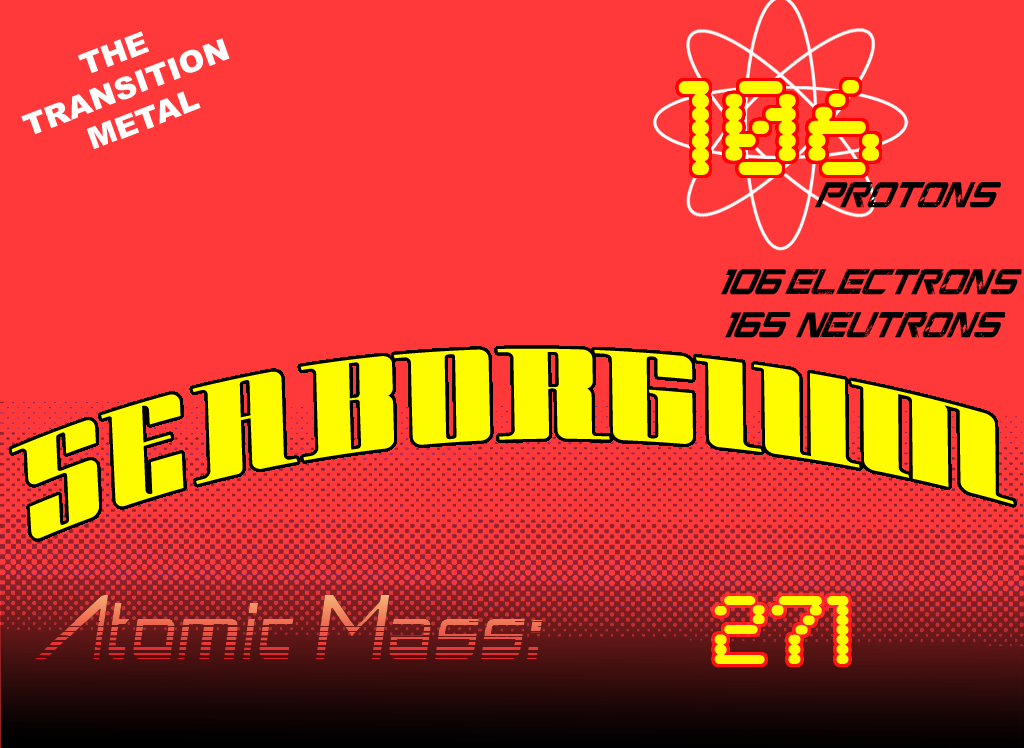 THE
TRANSITION
METAL
106
PROTONS
106 ELECTRONS
165 NEUTRONS
SEABORGIUM
Atomic Mass: 271